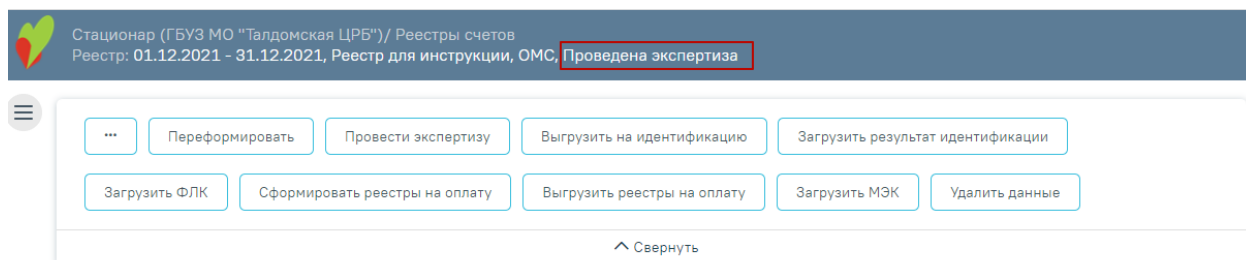 Стационар (ГБУЗ МО "Талдомская ЦРБ")/ Реестры счетов
Реестр: 01.12.2021 - 31.12.2021, Реестр для инструкции, ОМС, Проведена экспертиза
... Переформировать Провести экспертизу Выгрузить на идентификацию Загрузить результат идентификации
Загрузить ФЛК Сформировать реестры на оплату Выгрузить реестры на оплату Загрузить МЭК Удалить данные
Свернуть